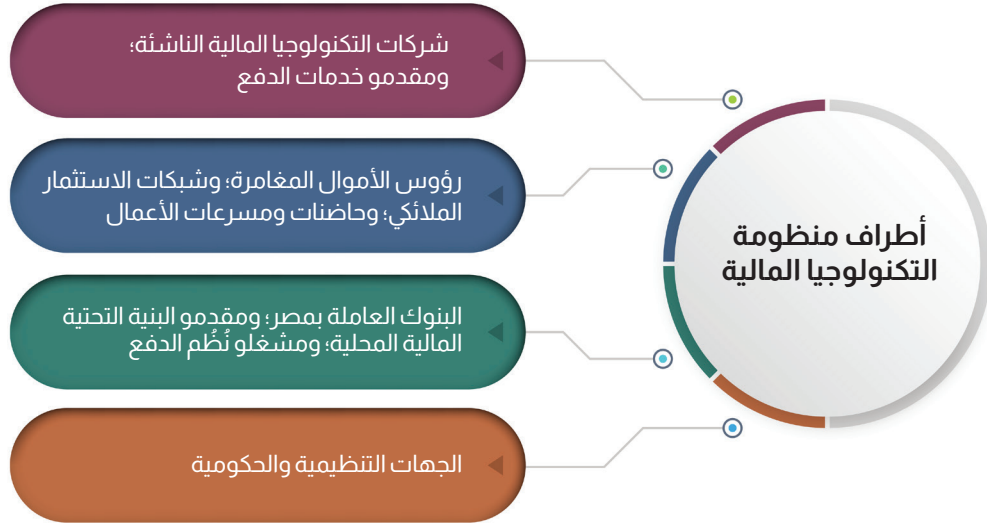 أطراف منظومة
التكنولوجيا المالية
شركات التكنولوجيا المالية الناشئة؛
ومقدمو خدمات الدفع
رؤوس الأموال المغامرة؛ وشبكات الاستثمار
الملائكي؛ وحاضنات ومسرعات الأعمال
البنوك العاملة بمصر؛ ومقدمو البنية التحتية
المالية المحلية؛ ومشغلو نُظُم الدفع
الجهات التنظيمية والحكومية